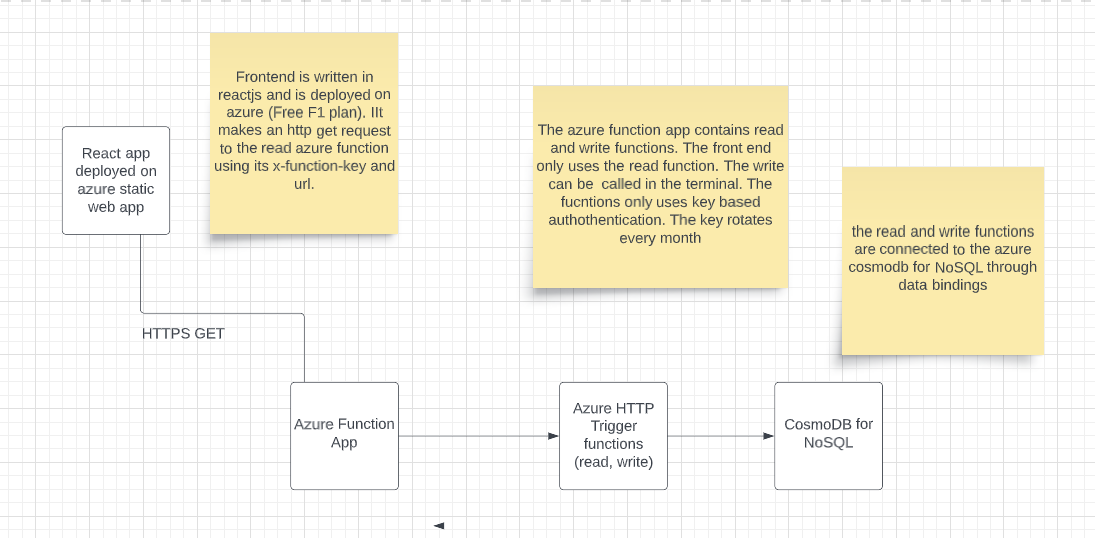 Frontend is written in
reactjs and is deployed on
azure (Free F1 plan). IIt
makes an http get request
to the read azure function
using its x-function-key and
url.
The azure function app contains read
and write functions. The front end
only uses the read function. The write
can be called in the terminal. The
fucntions only uses key based
authothentication. The key rotates
every month
React app
deployed on
azure static
web app
the read and write functions
are connected to the azure
cosmodb for NoSQL through
data bindings
HTTPS GET
Azure Function
App
Azure HTTP
Trigger
functions
(read, write)
CosmoDB for
NoSQL